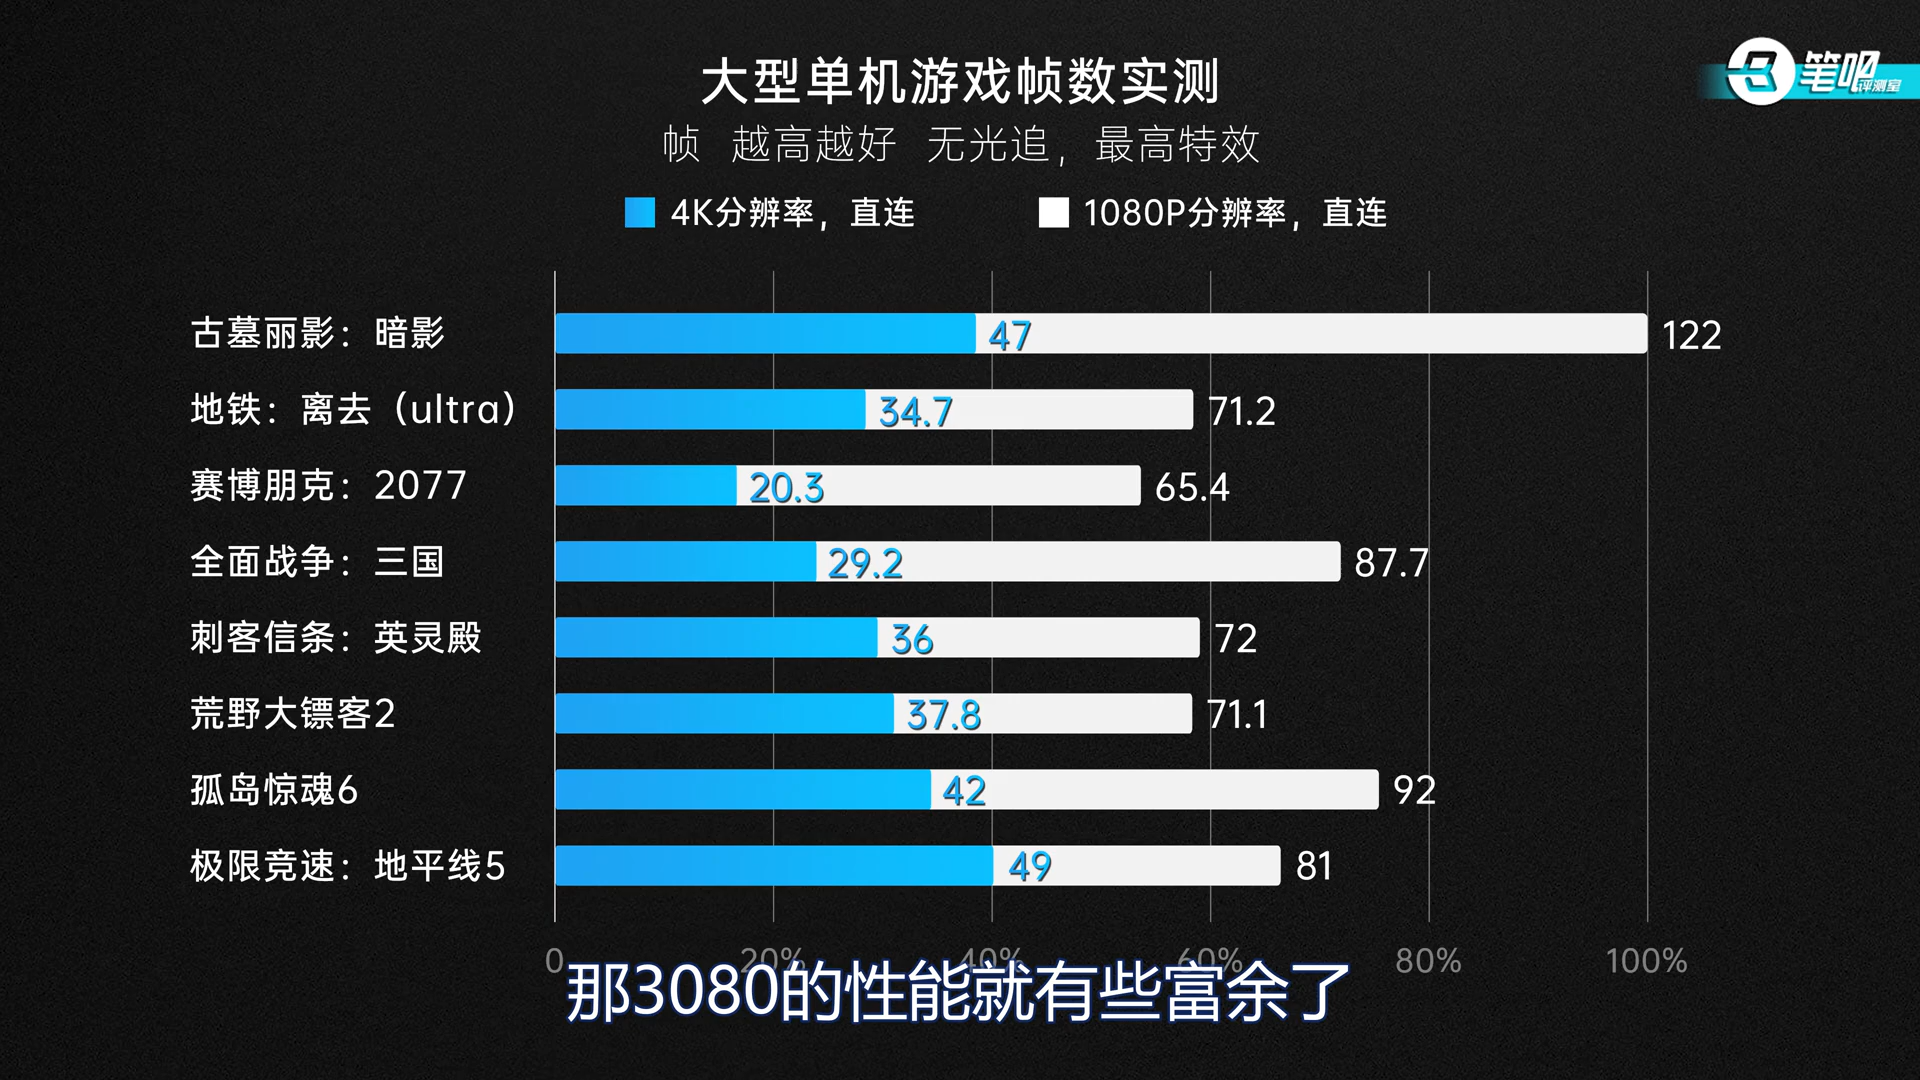 大型单机游戏帧数实测
笔吧评测室
帧 越高越好 无光追，最高特效
4K分辨率，直连 1080P分辨率，直连
古墓丽影：暗影 47 122
地铁：离去（ultra） 34.7 71.2
赛博朋克：2077 20.3 65.4
全面战争：三国 29.2 87.7
刺客信条：英灵殿 36 72
荒野大镖客2 37.8 71.1
孤岛惊魂6 42 92
极限竞速：地平线5 49 81
0 20% 40% 60% 80% 100%
那3080的性能就有些富余了